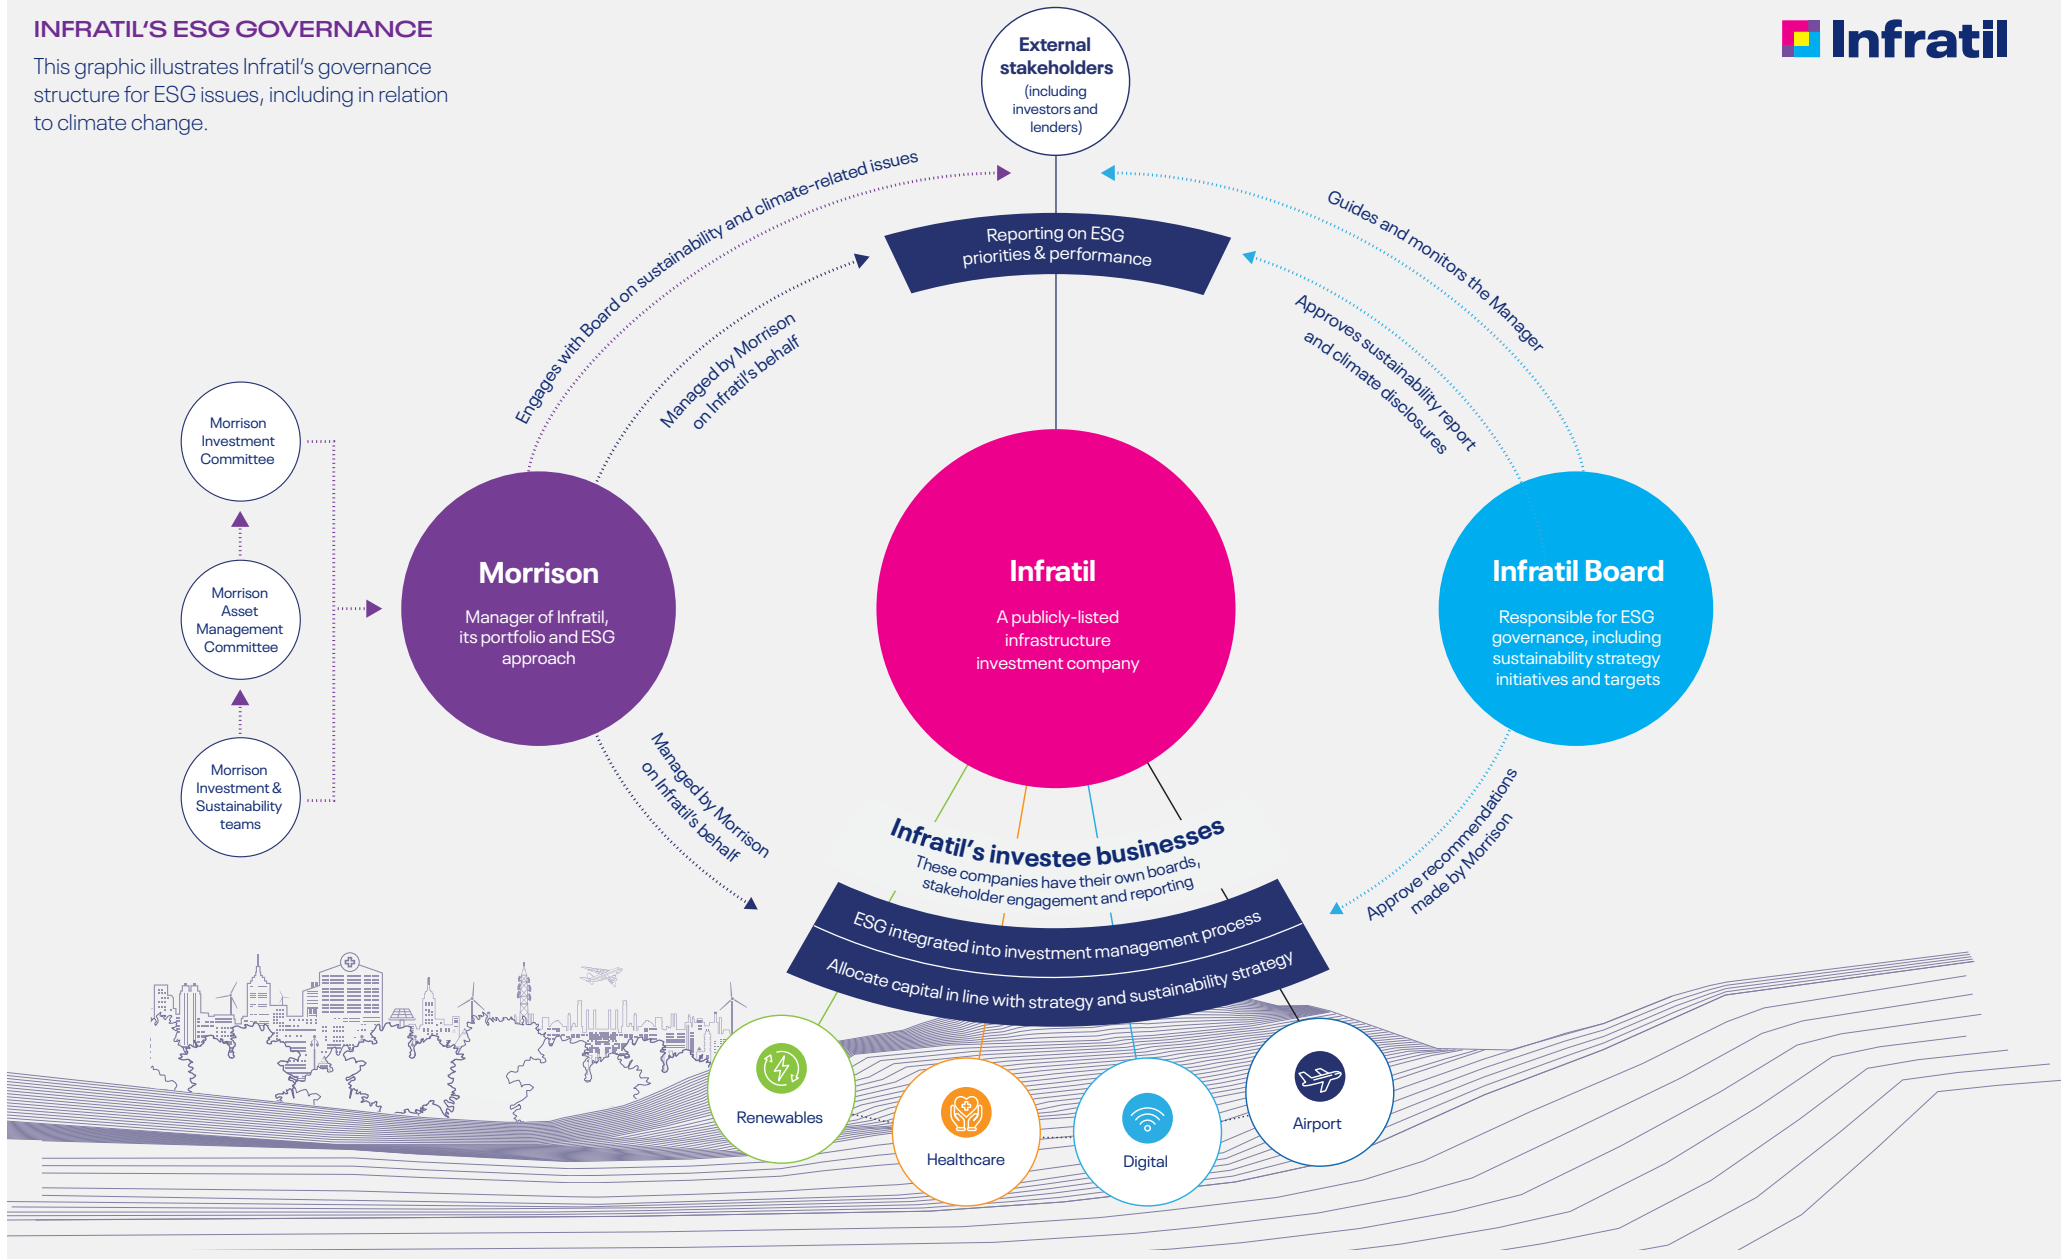 INFRATIL'S ESG GOVERNANCE
This graphic illustrates Infratil's governance
structure for ESG issues, including in relation
to climate change.
Infratil
External
stakeholders
(including
investors and
lenders)
Engages with Board on sustainability and climate-related issues
Guides and monitors the Manager
Reporting on ESG
priorities & performance
Managed by Morrison
on Infratil's behalf
Approves sustainability report
and climate disclosures
Morrison
Investment
Committee
Morrison
Asset
Management
Committee
Morrison
Investment &
Sustainability
teams
Morrison
Manager of Infratil,
its portfolio and ESG
approach
Infratil
A publicly-listed
infrastructure
investment company
Infratil Board
Responsible for ESG
governance, including
sustainability strategy
initiatives and targets
Managed by Morrison
on Infratil's behalf
Approve recommendations
made by Morrison
Infratil's investee businesses
These companies have their own boards,
stakeholder engagement and reporting
ESG integrated into investment management process
Allocate capital in line with strategy and sustainability strategy
Renewables
Healthcare
Digital
Airport